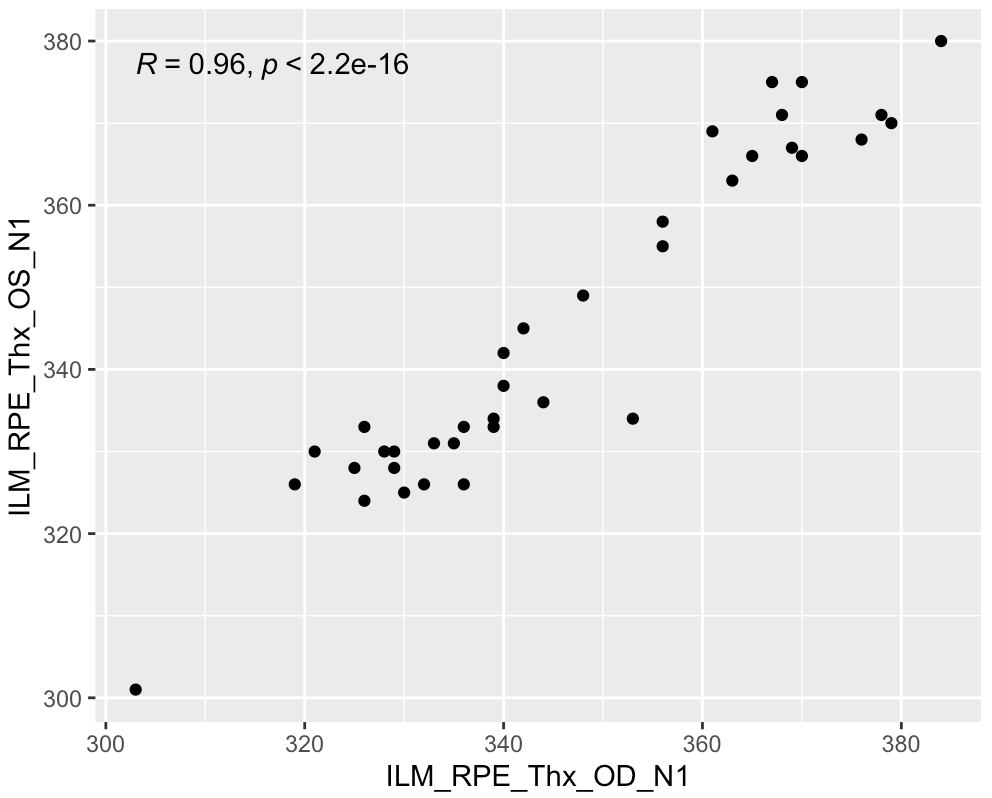 R = 0.96, p < 2.2e-16
ILM_RPE_Thx_OS_N1
380
360
340
320
300
300 320 340 360 380
ILM_RPE_Thx_OD_N1